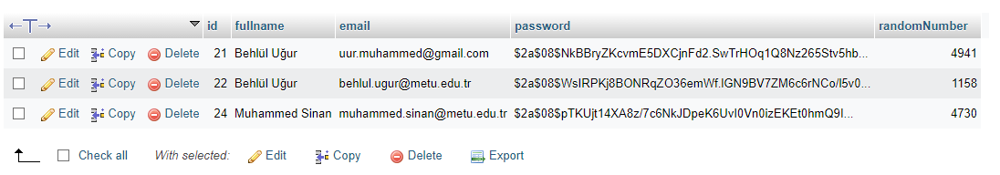 id fullname email password randomNumber
Edit Copy Delete 21 Behlül Uğur uur.muhammed@gmail.com $2a$08$NkBBryZKcvmE5DXCjnFd2.SwTrHOq1Q8Nz265Stv5hb... 4941
Edit Copy Delete 22 Behlül Uğur behlul.ugur@metu.edu.tr $2a$08$WsIRPKj8BONRqZO36emWf.IGN9BV7ZM6c6rNCo/I5v0... 1158
Edit Copy Delete 24 Muhammed Sinan muhammed.sinan@metu.edu.tr $2a$08$pTKUjt14XA8z/7c6NkJDpeK6UvI0Vn0izEKEt0hmQ9I... 4730
Check all With selected: Edit Copy Delete Export